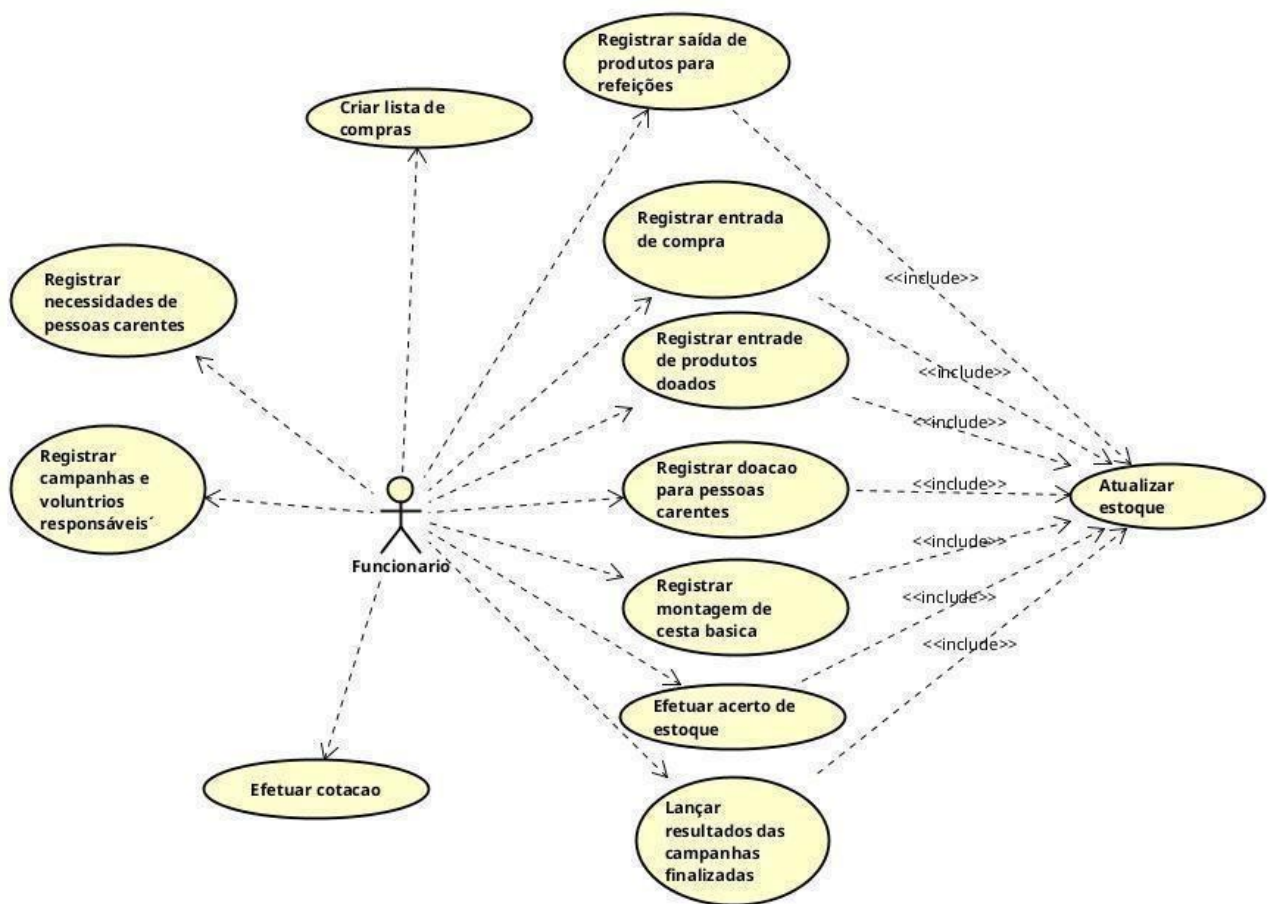 Registrar saída de
produtos para
refeições
Criar lista de
compras
Registrar entrada
de compra
Registrar
necessidades de
pessoas carentes
<<include>>
Registrar entrade
de produtos
doados
<<include>>
<<include>>
Registrar
campanhas e
voluntrios
responsáveis´
Registrar doacao
para pessoas
carentes
<<include>>
Atualizar
estoque
Funcionario
<<include>>
Registrar
montagem de
cesta basica
<<include>>
<<include>>
Efetuar acerto de
estoque
Efetuar cotacao
Lançar
resultados das
campanhas
finalizadas